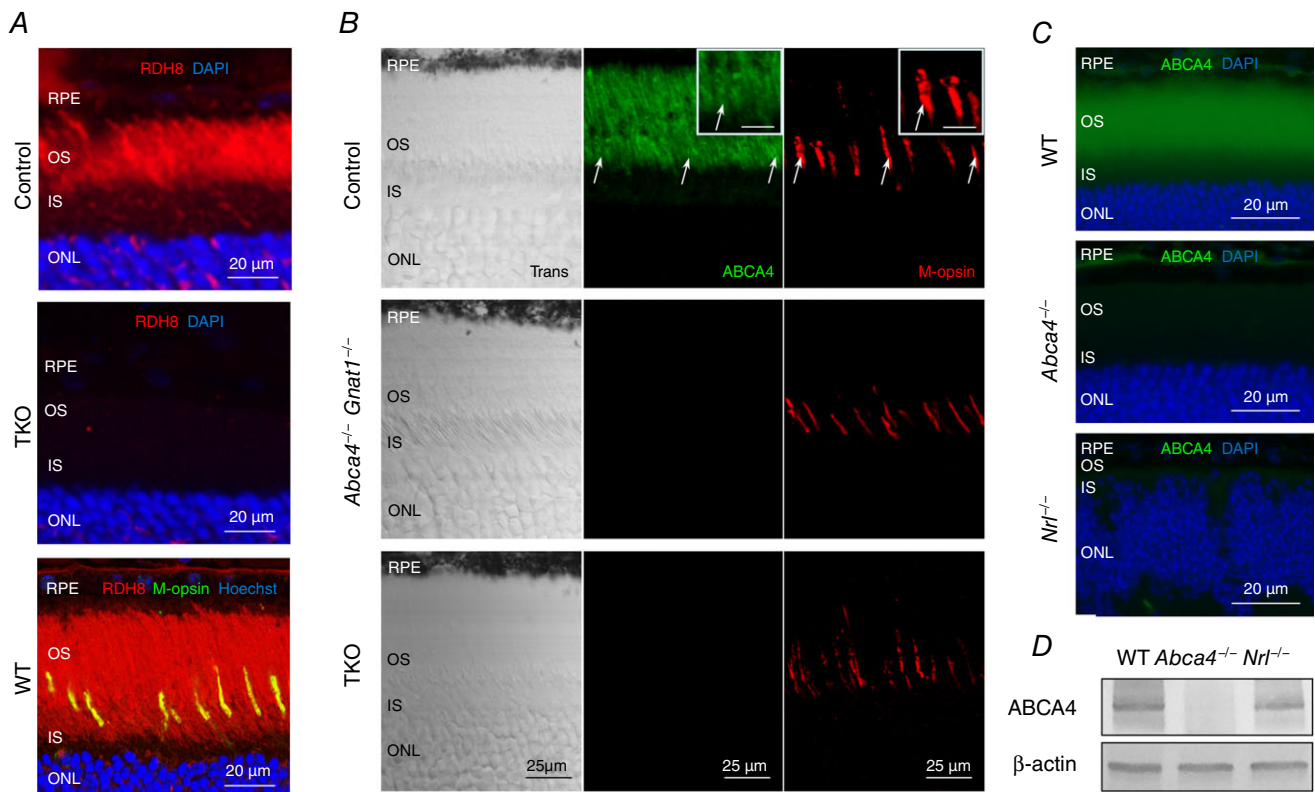 A
Control
RDH8 DAPI
RPE
OS
IS
ONL
20 µm
TKO
RDH8 DAPI
RPE
OS
IS
ONL
20 µm
WT
RPE RDH8 M-opsin Hoechst
OS
IS
ONL
20 µm
B
Control
RPE
OS
IS
ONL
Trans
ABCA4
M-opsin
Abca4–/– Gnat1–/–
RPE
OS
IS
ONL
TKO
RPE
OS
IS
ONL
25µm
25 µm
25 µm
C
WT
RPE ABCA4 DAPI
OS
IS
ONL
20 µm
Abca4–/–
RPE ABCA4 DAPI
OS
IS
ONL
20 µm
Nrl–/–
RPE ABCA4 DAPI
OS
IS
ONL
20 µm
D
WT Abca4–/– Nrl–/–
ABCA4
β-actin